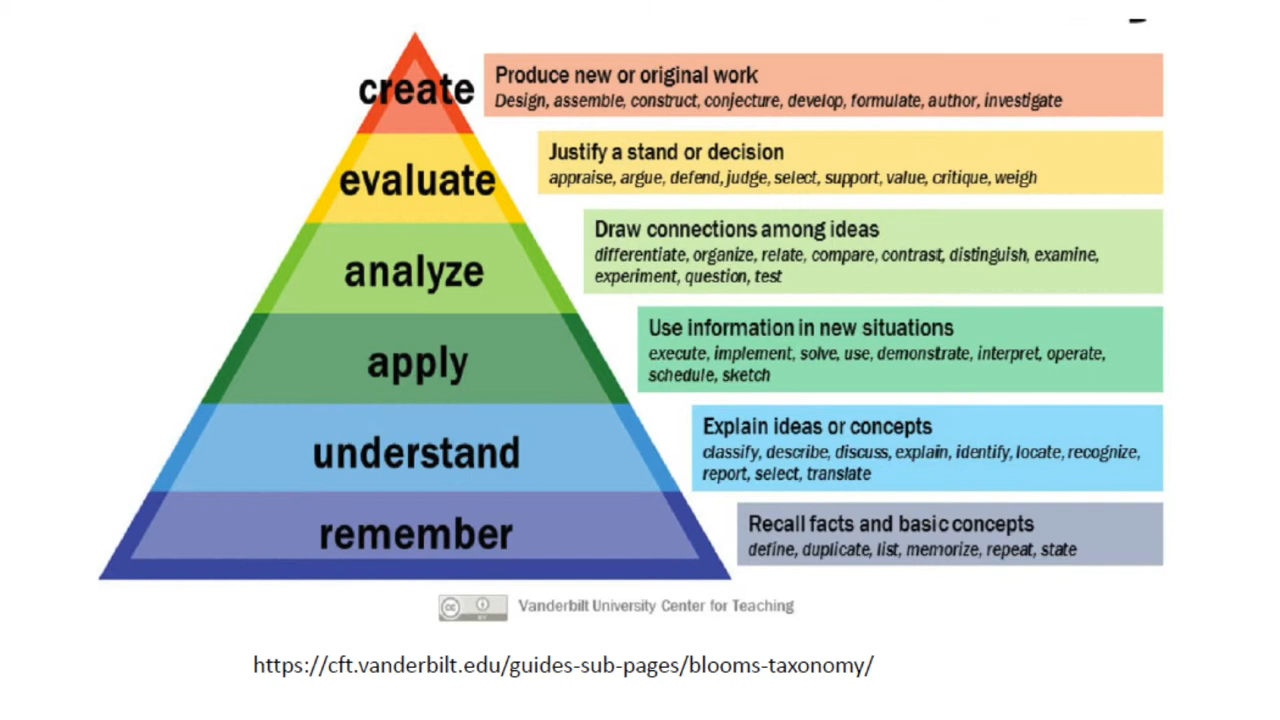 create
Produce new or original work
Design, assemble, construct, conjecture, develop, formulate, author, investigate
evaluate
Justify a stand or decision
appraise, argue, defend, judge, select, support, value, critique, weigh
analyze
Draw connections among ideas
differentiate, organize, relate, compare, contrast, distinguish, examine,
experiment, question, test
apply
Use information in new situations
execute, implement, solve, use, demonstrate, interpret, operate,
schedule, sketch
understand
Explain ideas or concepts
classify, describe, discuss, explain, identify, locate, recognize,
report, select, translate
remember
Recall facts and basic concepts
define, duplicate, list, memorize, repeat, state
cc BY Vanderbilt University Center for Teaching
https://cft.vanderbilt.edu/guides-sub-pages/blooms-taxonomy/